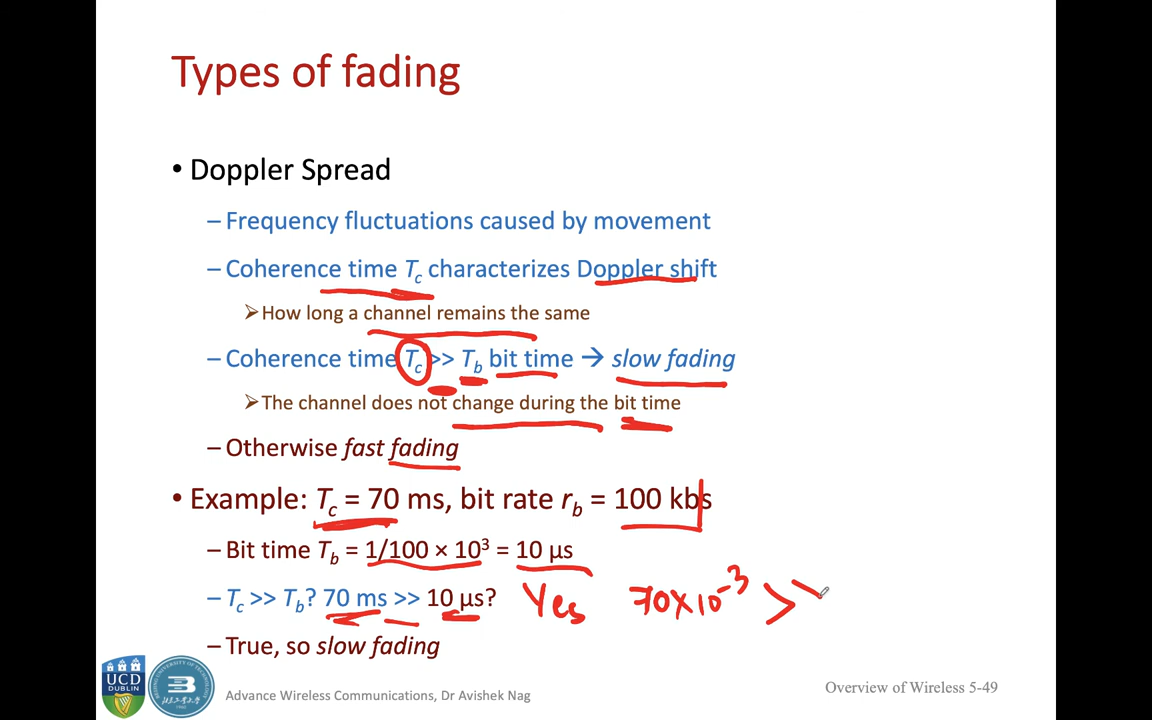 Types of fading
• Doppler Spread
– Frequency fluctuations caused by movement
– Coherence time Tc characterizes Doppler shift
➢ How long a channel remains the same
– Coherence time Tc >> Tb bit time → slow fading
➢ The channel does not change during the bit time
– Otherwise fast fading
• Example: Tc = 70 ms, bit rate rb = 100 kbs
– Bit time Tb = 1/100 × 10³ = 10 μs
– Tc >> Tb? 70 ms >> 10 μs? Yes 70×10⁻³ >
– True, so slow fading
UCD
DUBLIN
Advance Wireless Communications, Dr Avishek Nag
Overview of Wireless 5-49